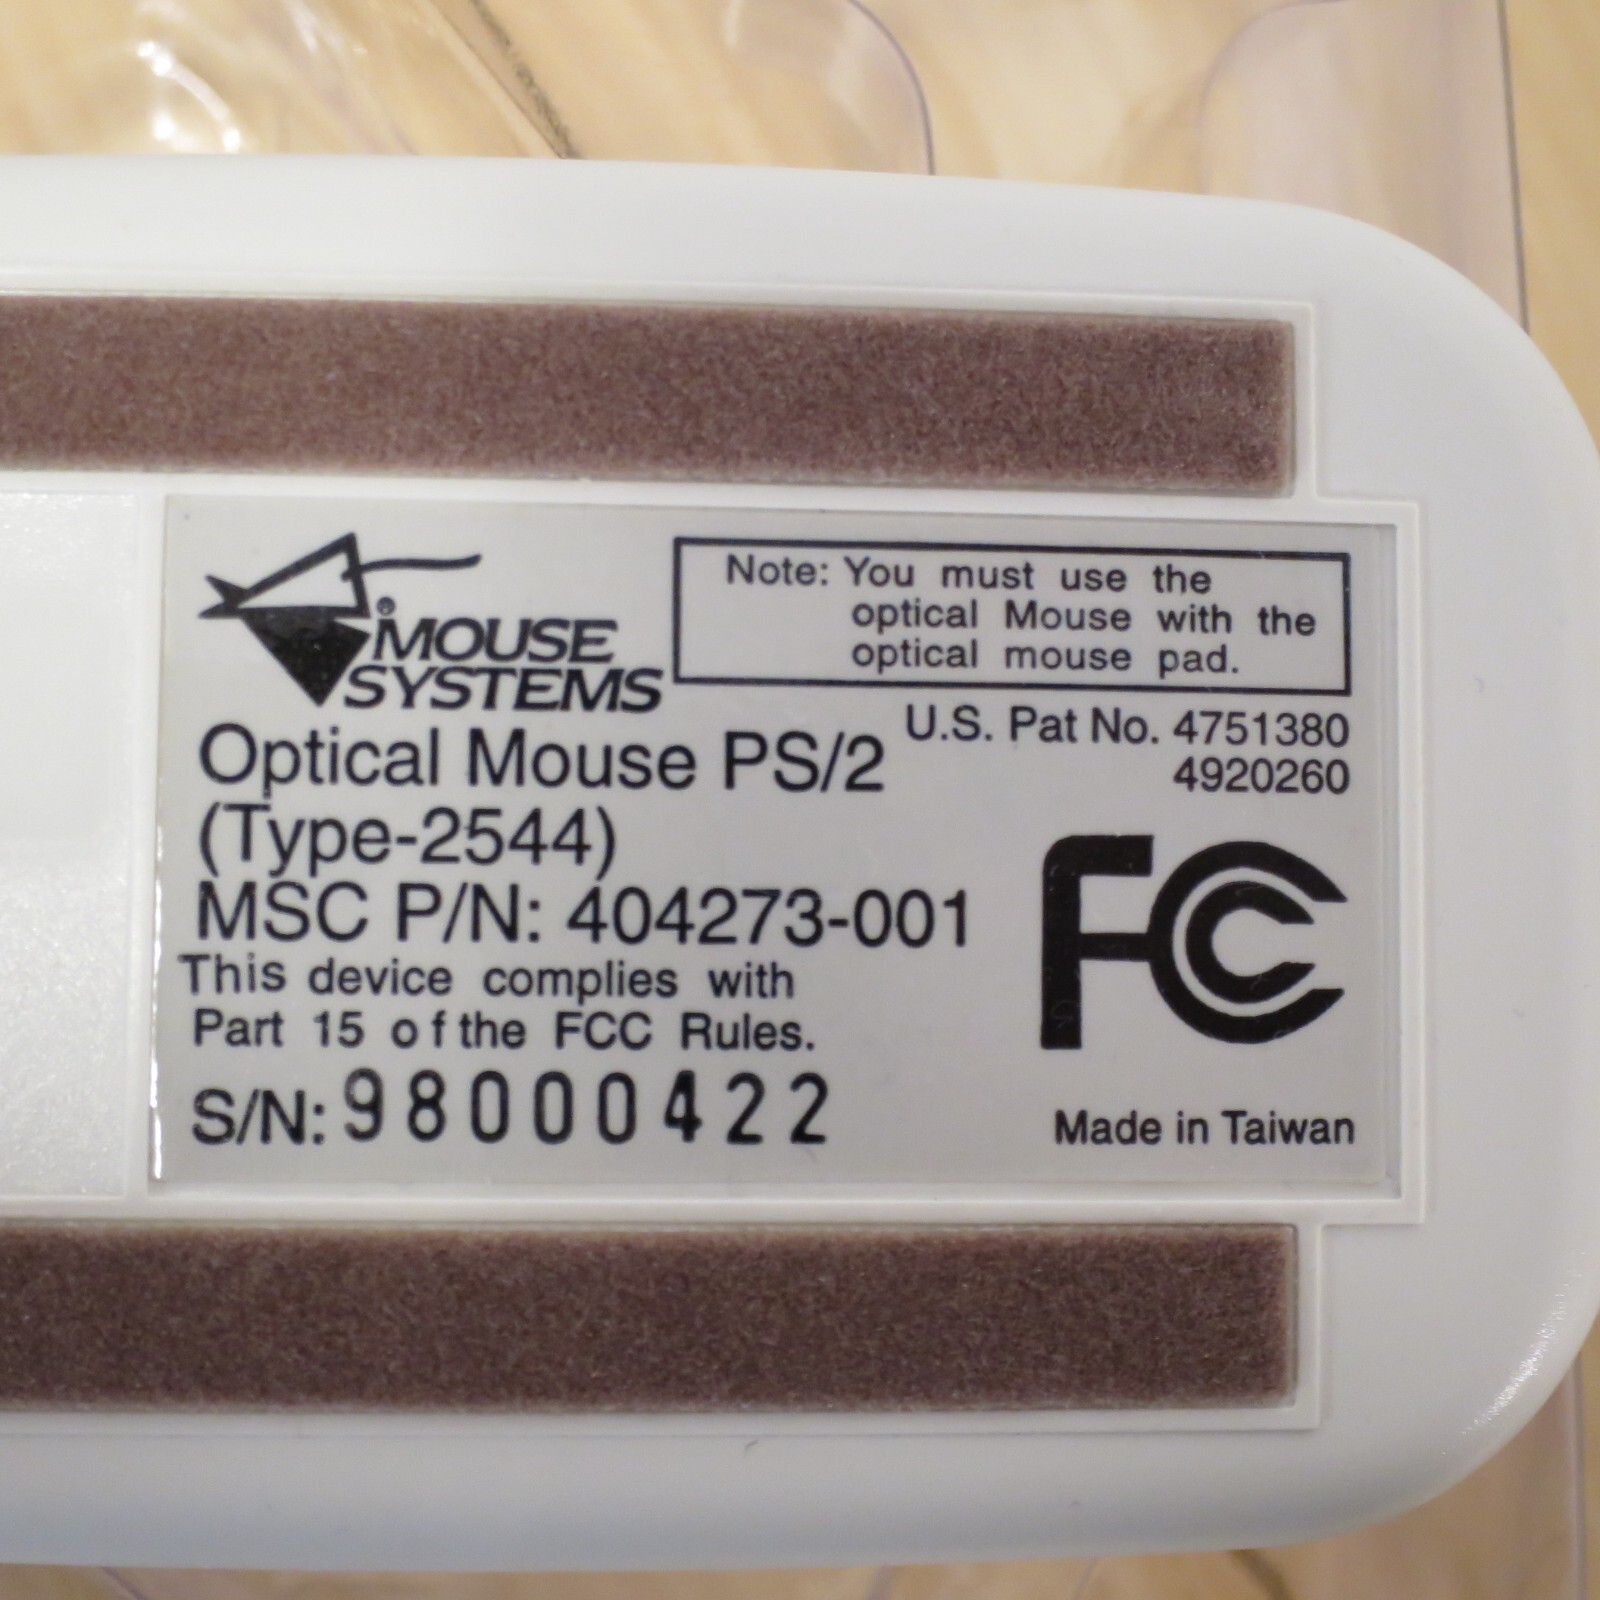 ®
MOUSE
SYSTEMS
Note: You must use the
optical Mouse with the
optical mouse pad.
U.S. Pat No. 4751380
4920260
Optical Mouse PS/2
(Type-2544)
MSC P/N: 404273-001
This device complies with
Part 15 of the FCC Rules.
S/N: 98000422
FCC
Made in Taiwan